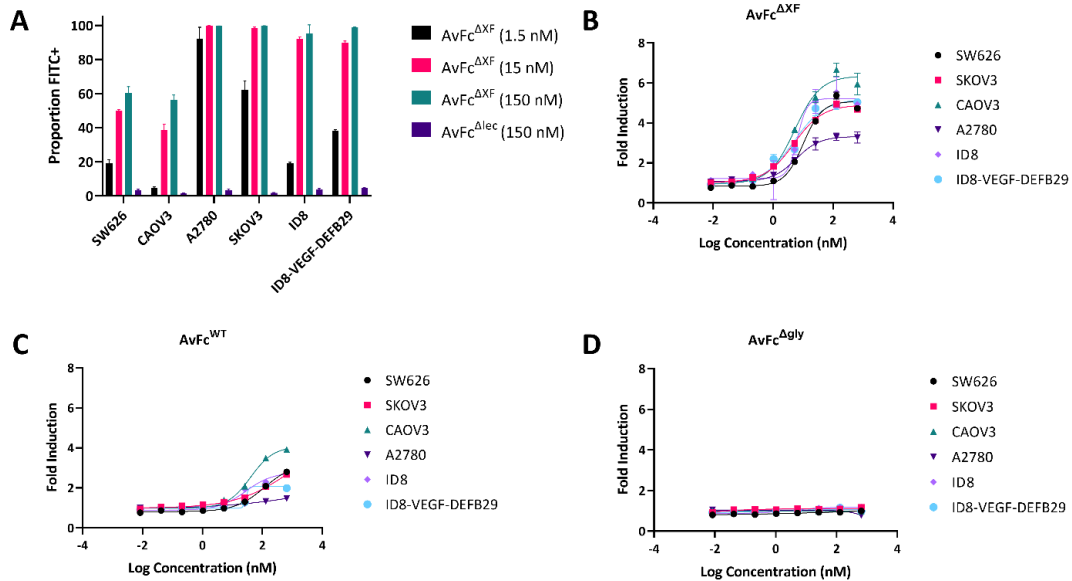 A
Proportion FITC+
100
80
60
40
20
0
SW626
CAOV3
A2780
SKOV3
ID8
ID8-VEGF-DEFB29
AvFcΔXF (1.5 nM)
AvFcΔXF (15 nM)
AvFcΔXF (150 nM)
AvFcΔlec (150 nM)
B
AvFcΔXF
Fold Induction
8
6
4
2
0
-4
-2
0
2
4
Log Concentration (nM)
SW626
SKOV3
CAOV3
A2780
ID8
ID8-VEGF-DEFB29
C
AvFcWT
Fold Induction
8
6
4
2
0
-4
-2
0
2
4
Log Concentration (nM)
SW626
SKOV3
CAOV3
A2780
ID8
ID8-VEGF-DEFB29
D
AvFcΔgly
Fold Induction
8
6
4
2
0
-4
-2
0
2
4
Log Concentration (nM)
SW626
SKOV3
CAOV3
A2780
ID8
ID8-VEGF-DEFB29